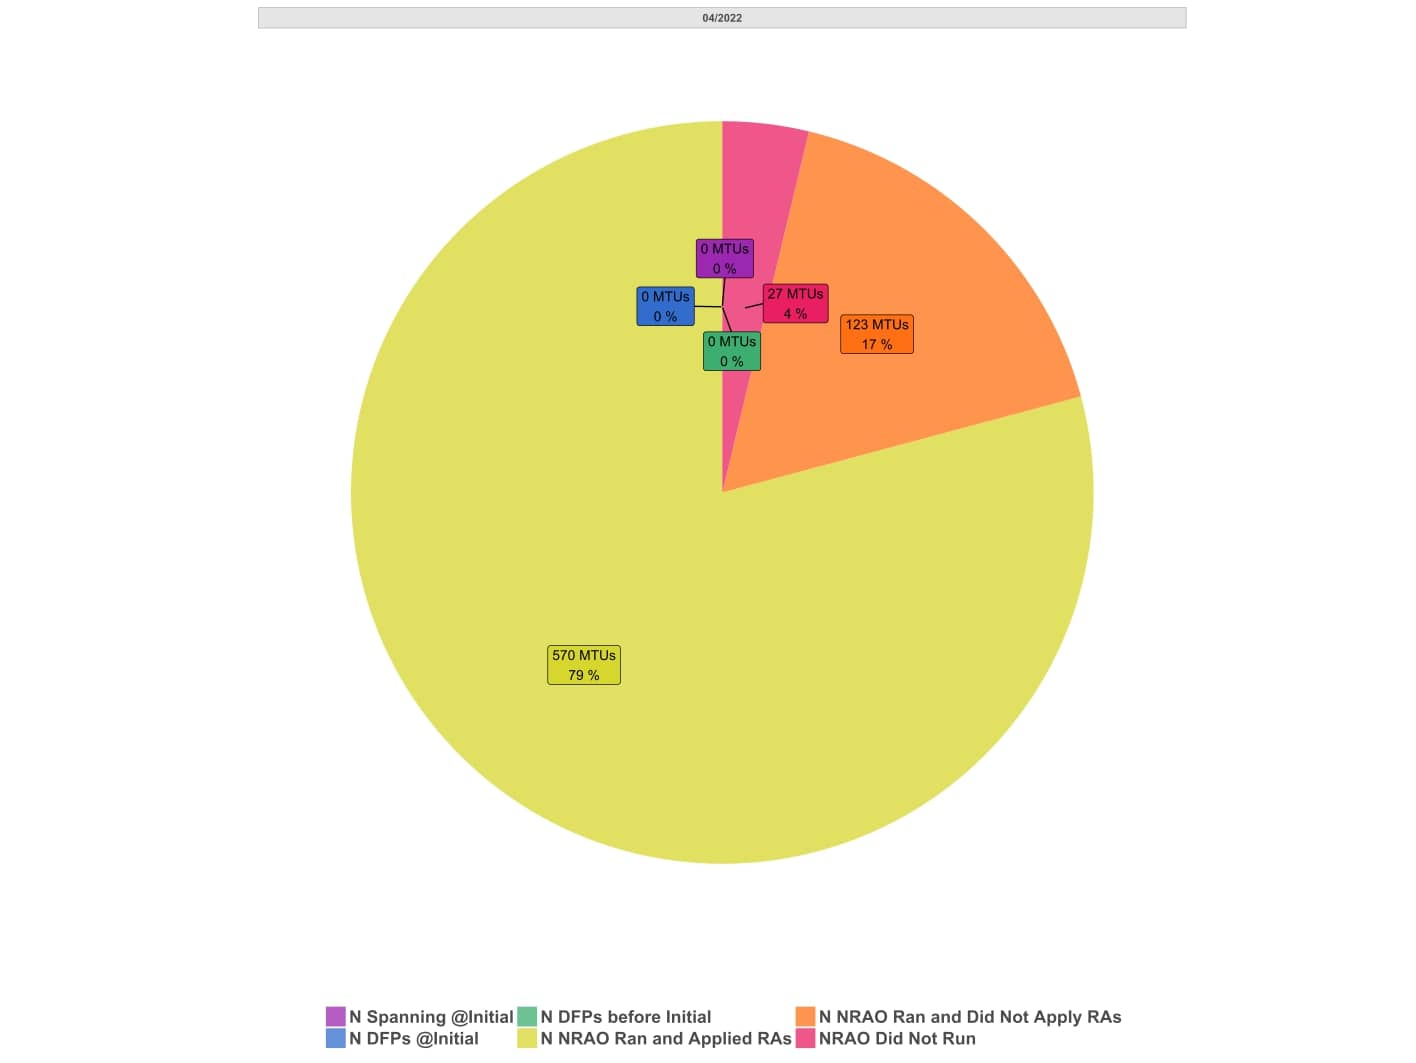 04/2022
0 MTUs
0 %
0 MTUs
0 %
27 MTUs
4 %
123 MTUs
17 %
0 MTUs
0 %
570 MTUs
79 %
N Spanning @Initial
N DFPs before Initial
N NRAO Ran and Did Not Apply RAs
N DFPs @Initial
N NRAO Ran and Applied RAs
NRAO Did Not Run